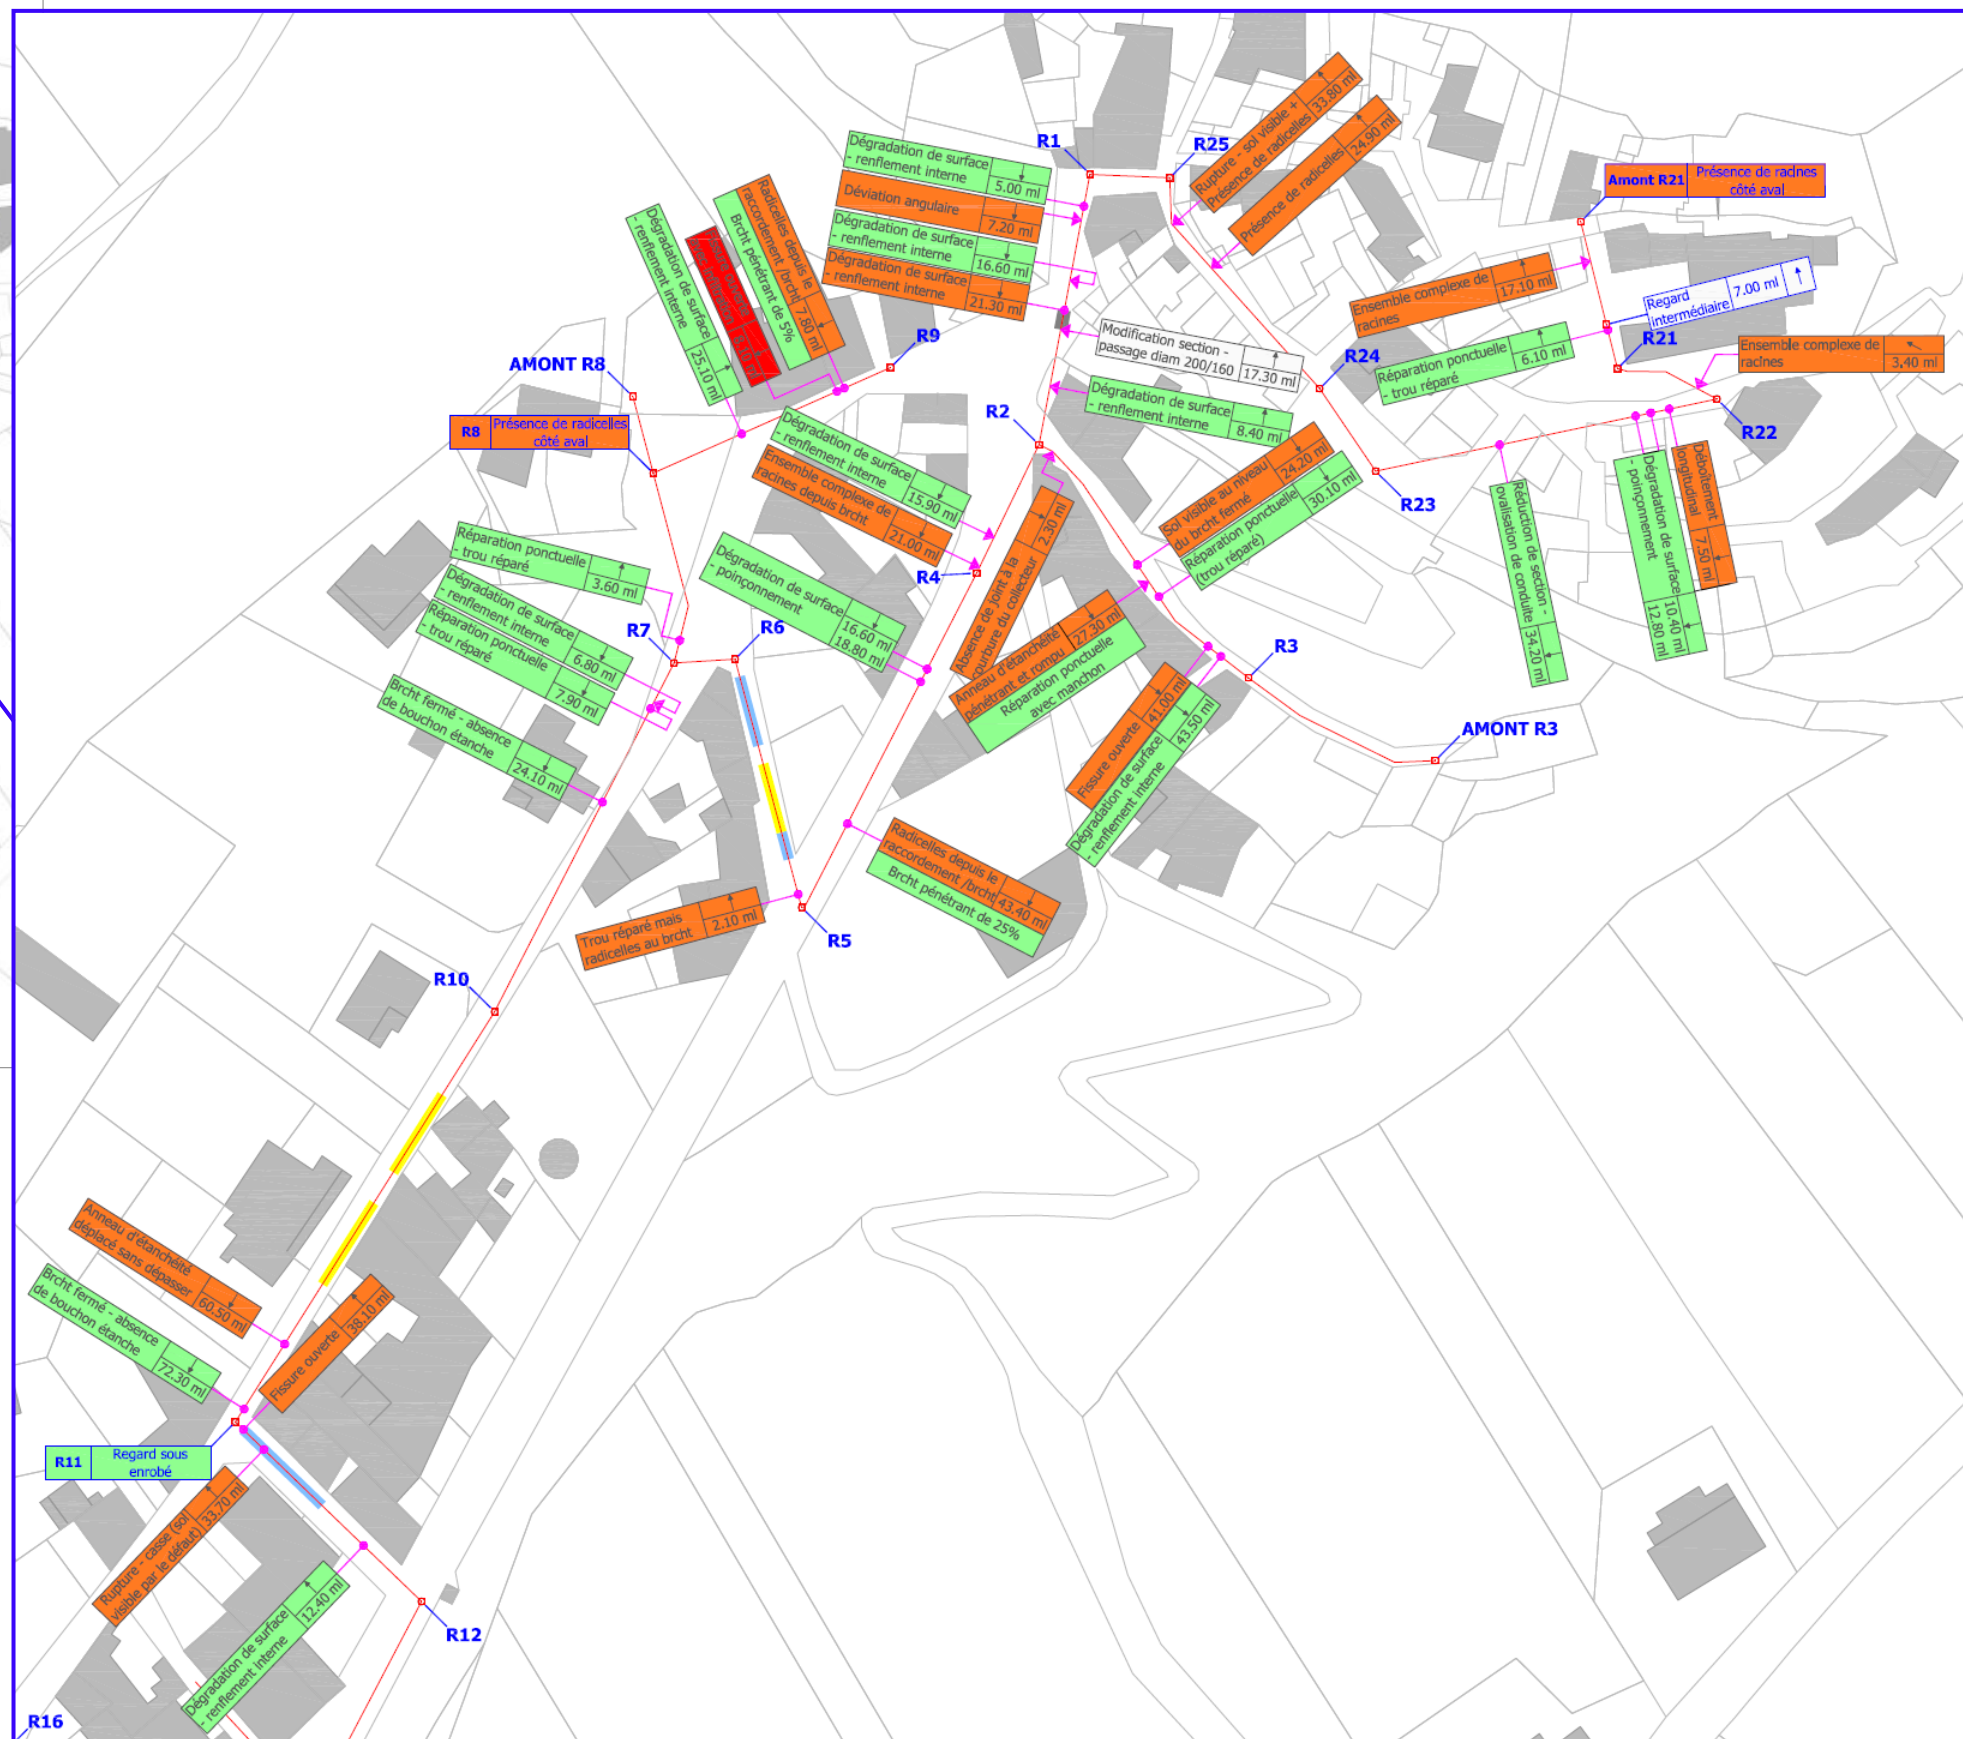 R1
R25
Rupture - sol visible +
Présence de radicelles
33.80 ml
Présence de radicelles
24.90 ml
Dégradation de surface
- renflement interne
5.00 ml
Déviation angulaire
7.20 ml
Dégradation de surface
- renflement interne
16.60 ml
Dégradation de surface
- renflement interne
21.30 ml
Amont R21
Présence de racines
côté aval
Ensemble complexe de
racines
17.10 ml
Regard
intermédiaire
7.00 ml
Réparation ponctuelle
- trou réparé
6.10 ml
R21
Ensemble complexe de
racines
3.40 ml
Radicelles depuis le
raccordement /brcht
7.80 ml
Brcht pénétrant de 5%
8.10 ml
Dégradation de surface
- renflement interne
25.10 ml
R9
AMONT R8
R8
Présence de radicelles
côté aval
Modification section -
passage diam 200/160
17.30 ml
R24
Dégradation de surface
- renflement interne
8.40 ml
R2
R22
R23
Dégradation de surface
- renflement interne
15.90 ml
Ensemble complexe de
racines depuis brcht
21.00 ml
Sol visible au niveau
du brcht fermé
24.20 ml
Réparation ponctuelle
(trou réparé)
30.10 ml
Déboîtement
longitudinal
7.50 ml
Dégradation de surface
- poinçonnement
10.40 ml
12.80 ml
Réduction de section -
ovalisation de conduite
34.20 ml
Réparation ponctuelle
- trou réparé
3.60 ml
Dégradation de surface
- renflement interne
6.80 ml
Réparation ponctuelle
- trou réparé
7.90 ml
Brcht fermé - absence
de bouchon étanche
24.10 ml
R7
R6
R4
Dégradation de surface
- poinçonnement
16.60 ml
18.80 ml
Absence de joint à la
courbure du collecteur
2.30 ml
Anneau d'étanchéité
pénétrant et rompu
27.30 ml
Réparation ponctuelle
avec manchon
R3
AMONT R3
Fissure ouverte
41.00 ml
Dégradation de surface
- renflement interne
43.50 ml
Radicelles depuis le
raccordement /brcht
43.40 ml
Brcht pénétrant de 25%
Trou réparé mais
radicelles au brcht
2.10 ml
R5
R10
Anneau d'étanchéité
déplacé sans dépasser
60.50 ml
Brcht fermé - absence
de bouchon étanche
72.30 ml
Fissure ouverte
38.10 ml
R11
Regard sous
enrobé
Rupture - casse (sol
visible par le défaut)
33.70 ml
Dégradation de surface
- renflement interne
12.40 ml
R12
R16